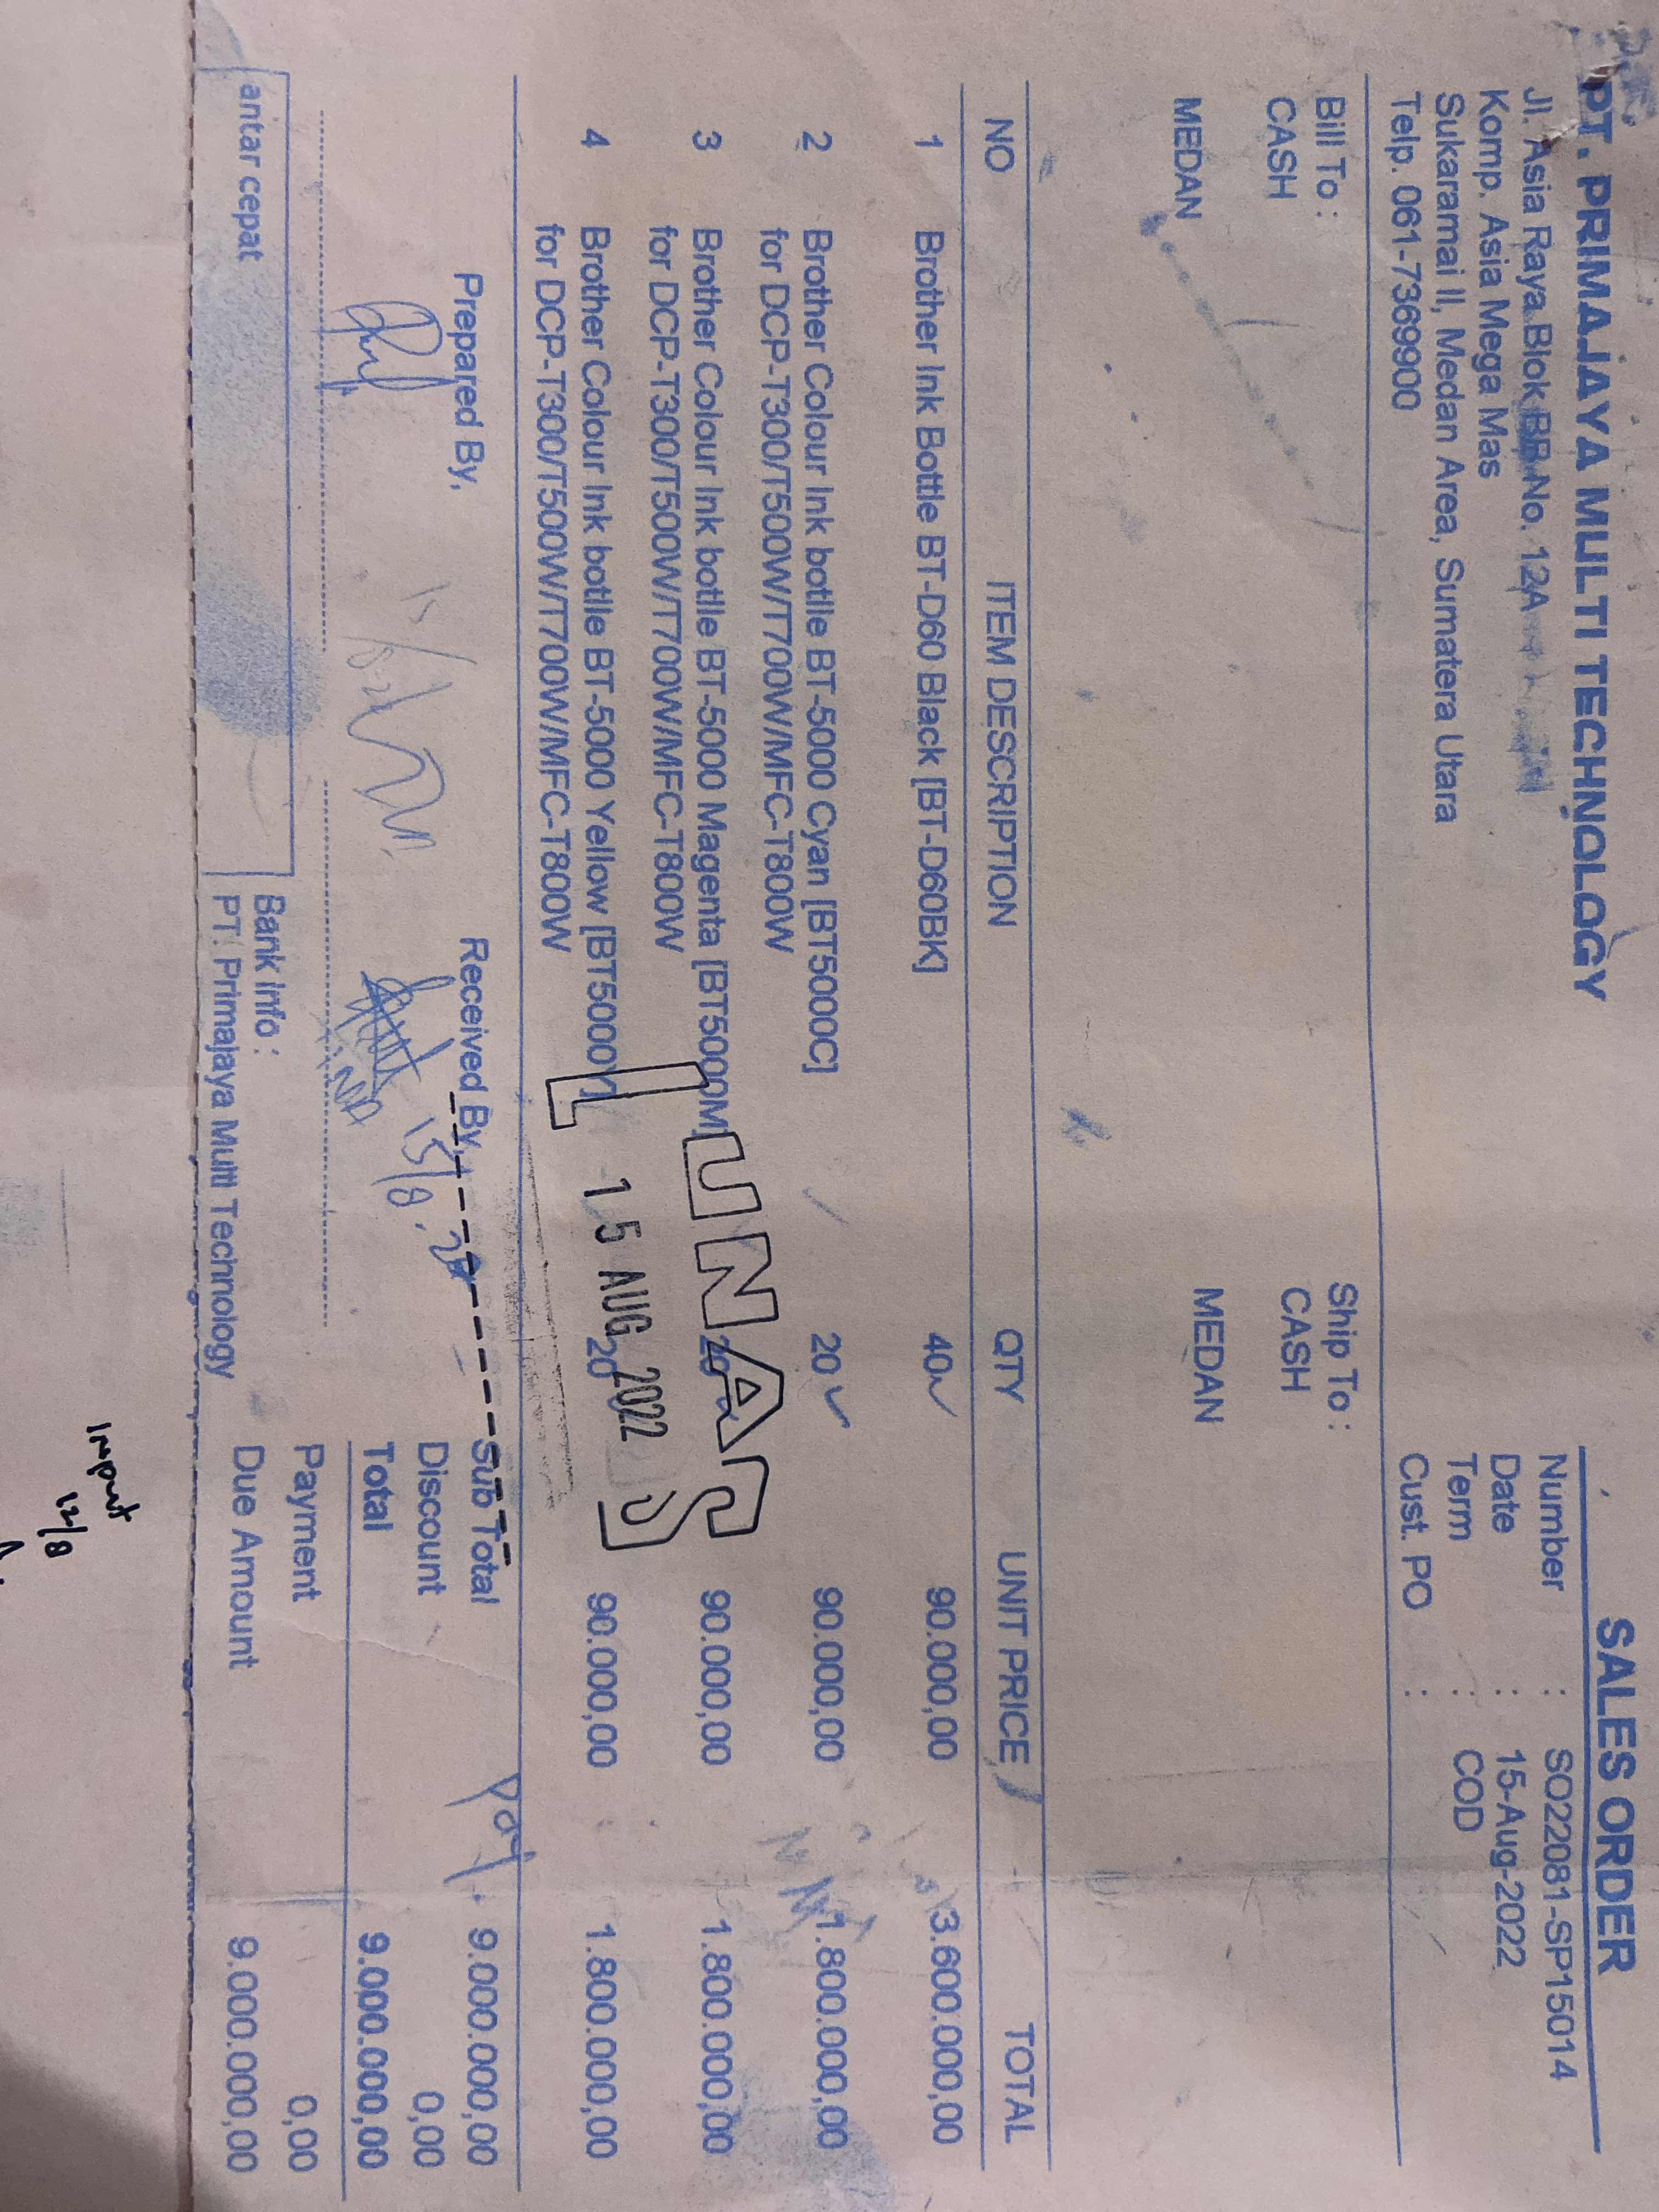 PT. PRIMAJAYA MULTI TECHNOLOGY
Jl. Asia Raya Blok BB No. 12A
Komp. Asia Mega Mas
Sukaramai II, Medan Area, Sumatera Utara
Telp. 061-7369900
SALES ORDER
Number : SO22081-SP15014
Date : 15-Aug-2022
Term : COD
Cust. PO :
Bill To :
CASH
MEDAN
Ship To :
CASH
MEDAN
NO ITEM DESCRIPTION QTY UNIT PRICE TOTAL
1 Brother Ink Bottle BT-D60 Black [BT-D60BK] 40 90.000,00 3.600.000,00
2 Brother Colour Ink botlle BT-5000 Cyan [BT5000C] 20 90.000,00 1.800.000,00
for DCP-T300/T500W/T700W/MFC-T800W
3 Brother Colour Ink botlle BT-5000 Magenta [BT5000M] 20 90.000,00 1.800.000,00
for DCP-T300/T500W/T700W/MFC-T800W
4 Brother Colour Ink botlle BT-5000 Yellow [BT5000Y] 20 90.000,00 1.800.000,00
for DCP-T300/T500W/T700W/MFC-T800W
LUNAS
15 AUG 2022
Prepared By,
Received By,
15/8
Sub Total 9.000.000,00
Discount 0,00
Total 9.000.000,00
Payment 0,00
Due Amount 9.000.000,00
antar cepat
Bank info :
PT. Primajaya Multi Technology